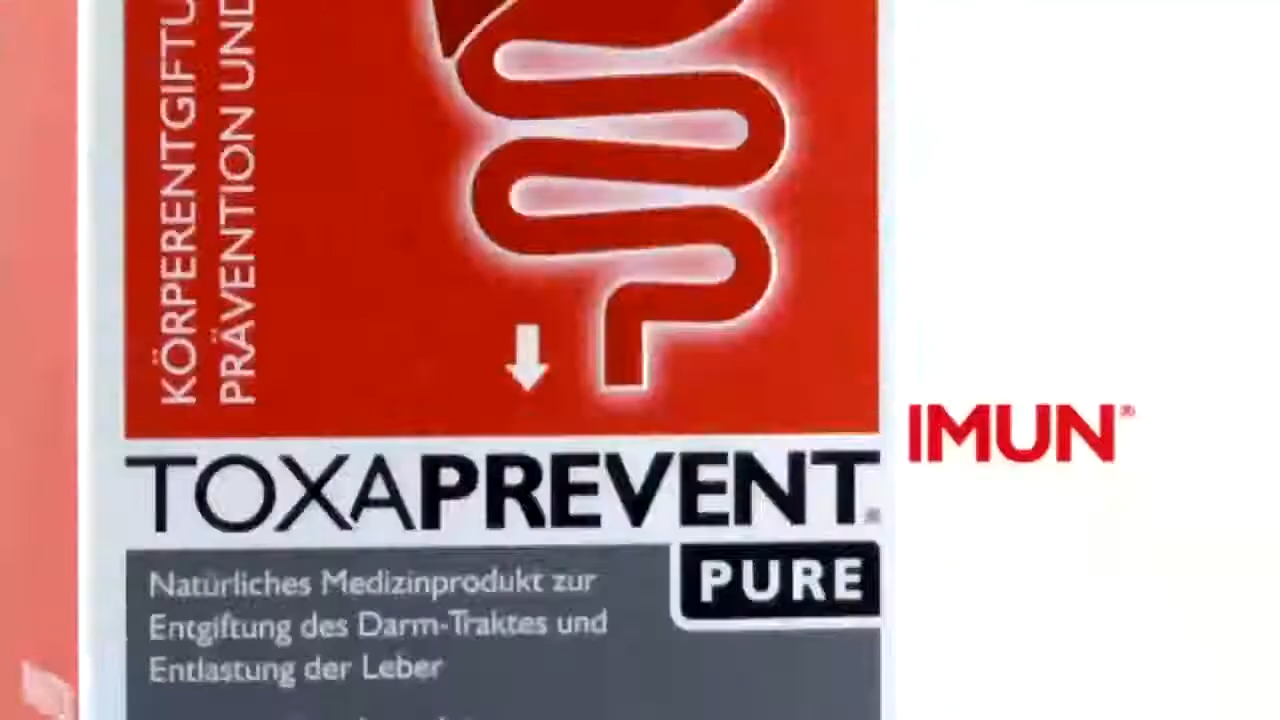 KÖRPERENTGIFTU
PRÄVENTION UND
IMUN®
TOXAPREVENT®
PURE
Natürliches Medizinprodukt zur
Entgiftung des Darm-Traktes und
Entlastung der Leber